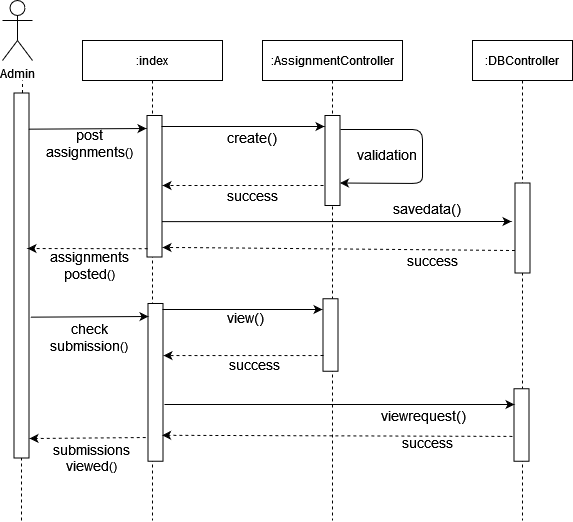 Admin
:index
:AssignmentController
:DBController
post
assignments()
create()
validation
success
savedata()
assignments
posted()
success
check
submission()
view()
success
viewrequest()
submissions
viewed()
success